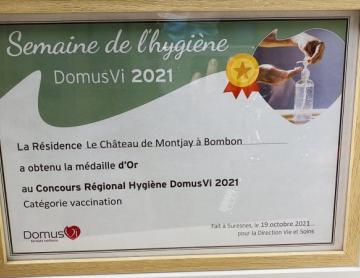 Semaine de l'hygiène
DomusVi 2021
La Résidence Le Château de Montjay à Bombon
a obtenu la médaille d'Or
au Concours Régional Hygiène DomusVi 2021
Catégorie vaccination
Fait à Suresnes, le 19 octobre 2021
DomusVi
pour la Direction Vie et Soins